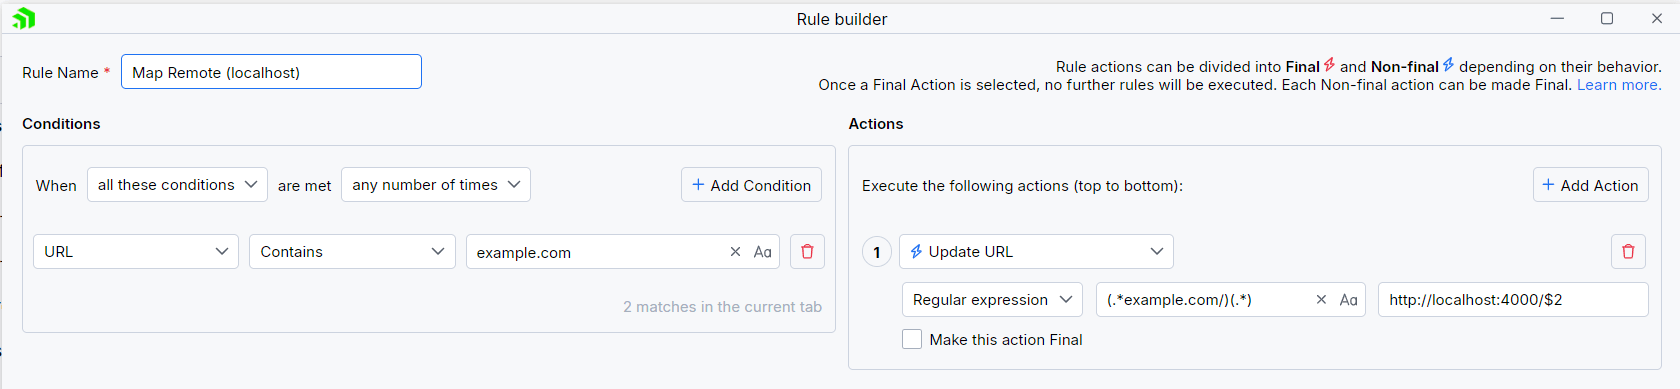 Rule builder
Rule Name * Map Remote (localhost)
Rule actions can be divided into Final and Non-final depending on their behavior.
Once a Final Action is selected, no further rules will be executed. Each Non-final action can be made Final. Learn more.
Conditions
When all these conditions are met any number of times + Add Condition
URL Contains example.com Aa
2 matches in the current tab
Actions
Execute the following actions (top to bottom): + Add Action
1 Update URL
Regular expression (.*example.com/)(.*) Aa http://localhost:4000/$2
Make this action Final